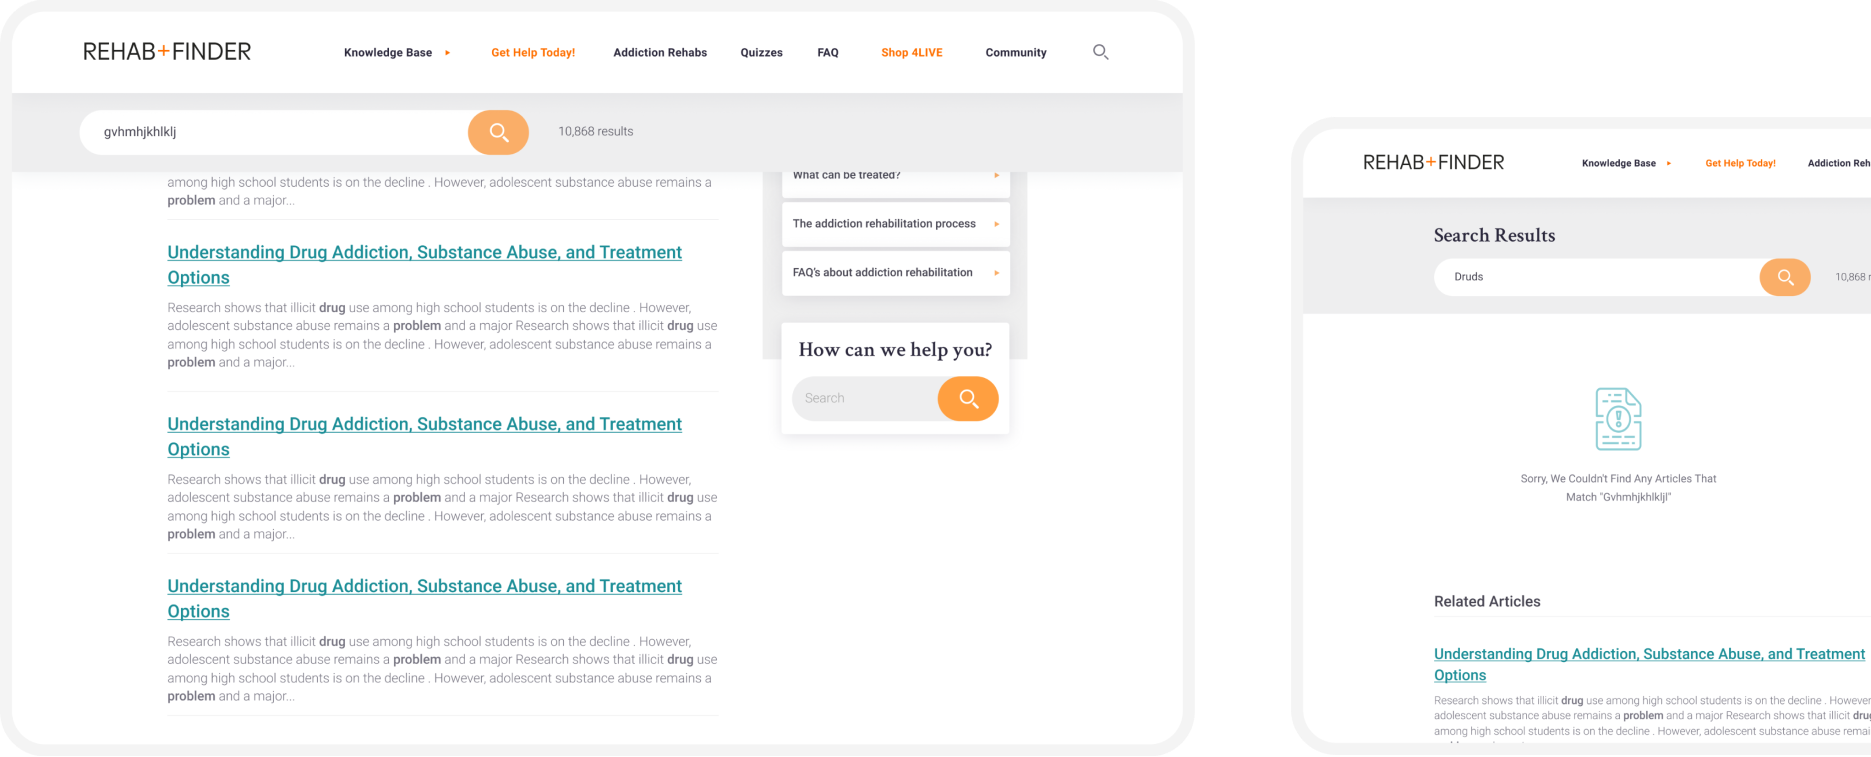 REHAB+FINDER
Knowledge Base
Get Help Today!
Addiction Rehabs
Quizzes
FAQ
Shop 4LIVE
Community
gvhmhjkhlklj
10,868 results
among high school students is on the decline . However, adolescent substance abuse remains a
problem and a major...
Understanding Drug Addiction, Substance Abuse, and Treatment
Options
Research shows that illicit drug use among high school students is on the decline . However,
adolescent substance abuse remains a problem and a major Research shows that illicit drug use
among high school students is on the decline . However, adolescent substance abuse remains a
problem and a major...
Understanding Drug Addiction, Substance Abuse, and Treatment
Options
Research shows that illicit drug use among high school students is on the decline . However,
adolescent substance abuse remains a problem and a major Research shows that illicit drug use
among high school students is on the decline . However, adolescent substance abuse remains a
problem and a major...
Understanding Drug Addiction, Substance Abuse, and Treatment
Options
Research shows that illicit drug use among high school students is on the decline . However,
adolescent substance abuse remains a problem and a major Research shows that illicit drug use
among high school students is on the decline . However, adolescent substance abuse remains a
problem and a major...
What can be treated?
The addiction rehabilitation process
FAQ's about addiction rehabilitation
How can we help you?
Search
REHAB+FINDER
Knowledge Base
Get Help Today!
Addiction Reh
Search Results
Druds
10,868 r
Sorry, We Couldn't Find Any Articles That
Match "Gvhmhjkhlkljl"
Related Articles
Understanding Drug Addiction, Substance Abuse, and Treatment
Options
Research shows that illicit drug use among high school students is on the decline . However
adolescent substance abuse remains a problem and a major Research shows that illicit drug
among high school students is on the decline . However, adolescent substance abuse remai